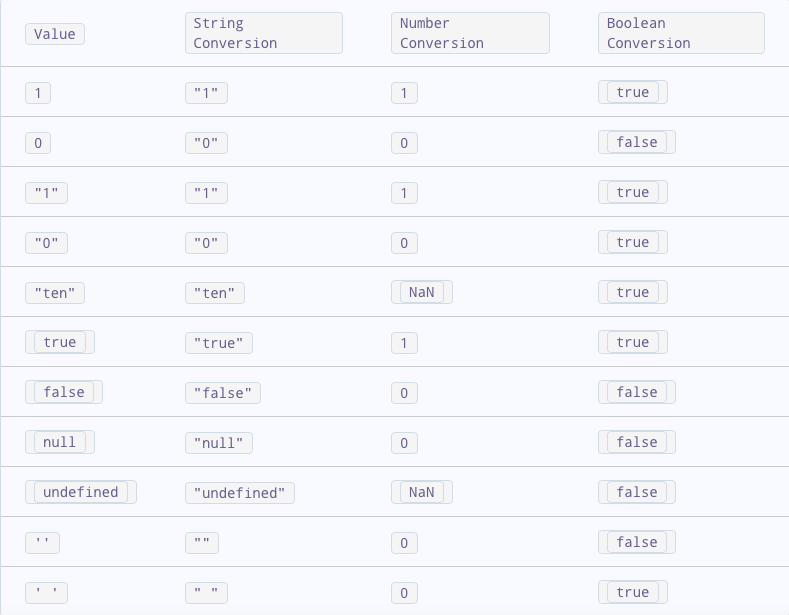 Value String Conversion Number Conversion Boolean Conversion
1 "1" 1 true
0 "0" 0 false
"1" "1" 1 true
"0" "0" 0 true
"ten" "ten" NaN true
true "true" 1 true
false "false" 0 false
null "null" 0 false
undefined "undefined" NaN false
'' "" 0 false
' ' " " 0 true